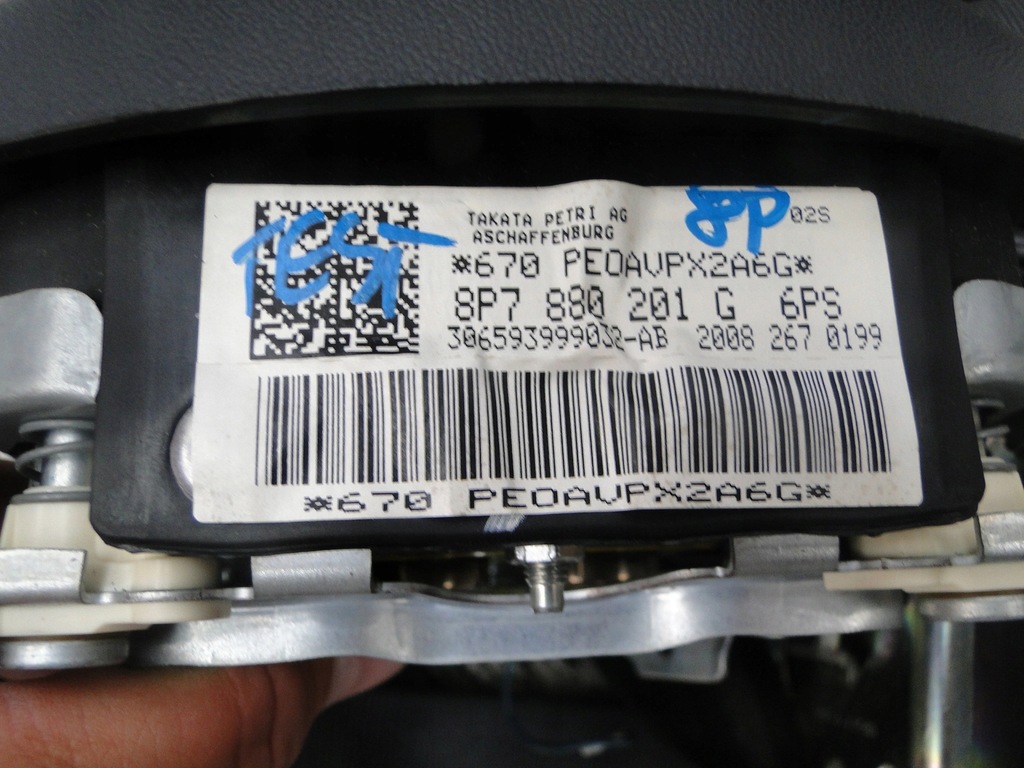 TEST
TAKATA PETRI AG
ASCHAFFENBURG
8P 02S
*670 PEOAVPX2A6G*
8P7 880 201 G 6PS
306593999032-AB 2008 267 0199
*670 PEOAVPX2A6G*